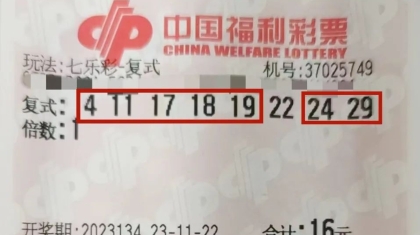 中国福利彩票
CHINA WELFARE LOTTERY
玩法:七乐彩-复式 机号:37025749
复式: 4 11 17 18 19 22 24 29
倍数:1
开奖期:2023134 23-11-22 合计:16元